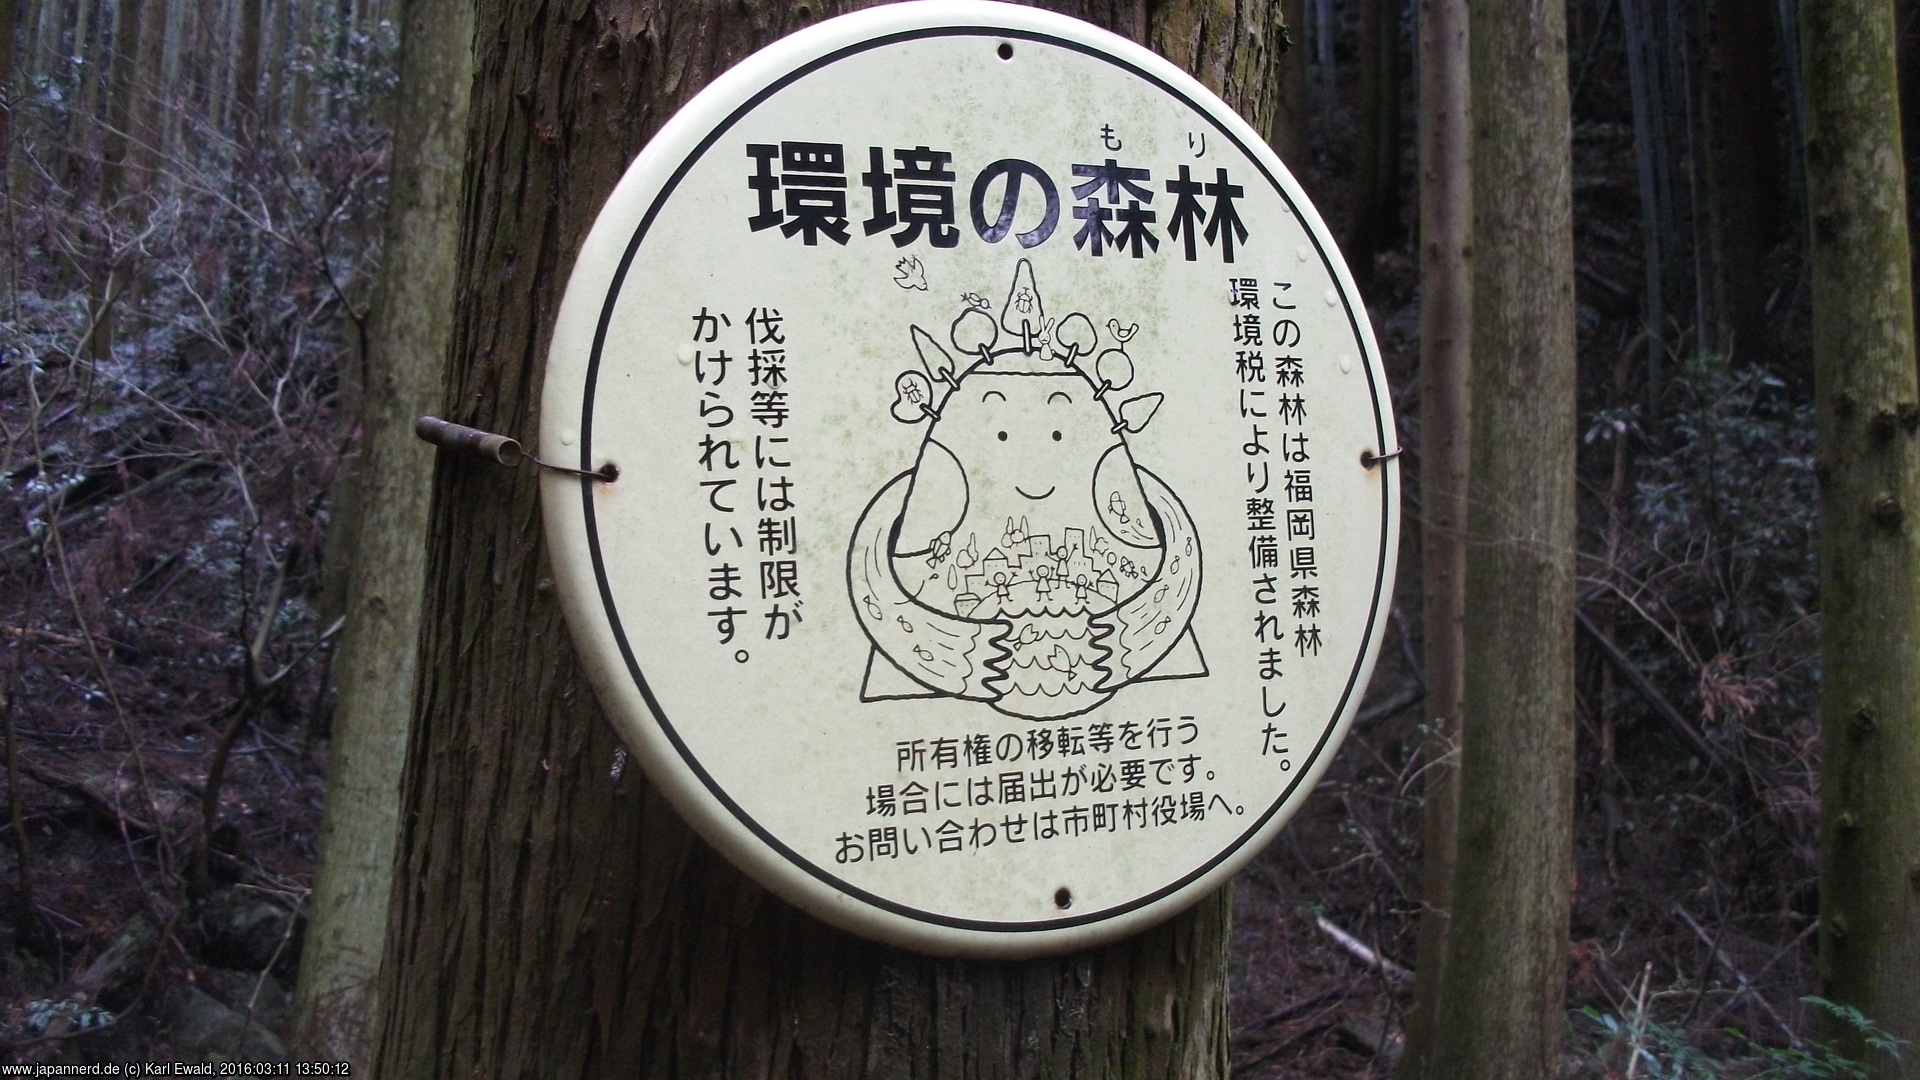 もり
環境の森林
この森林は福岡県森林
環境税により整備されました。
伐採等には制限が
かけられています。
所有権の移転等を行う
場合には届出が必要です。
お問い合わせは市町村役場へ。
www.japannerd.de (c) Karl Ewald, 2016:03:11 13:50:12